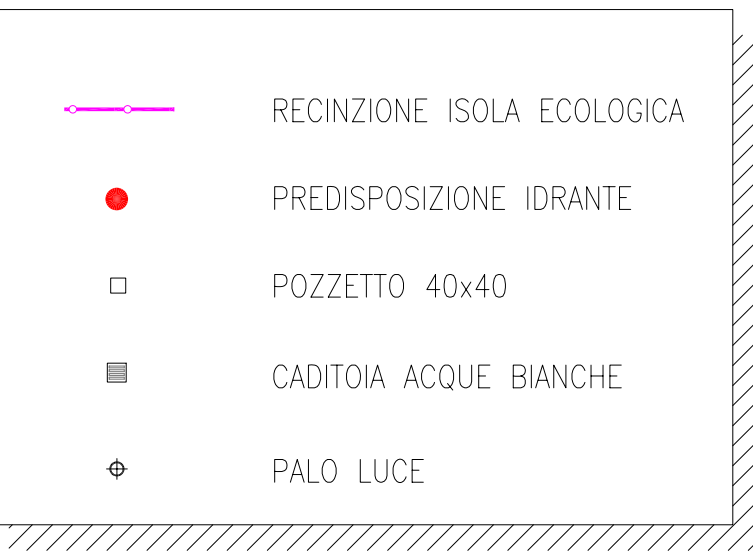 RECINZIONE ISOLA ECOLOGICA
PREDISPOSIZIONE IDRANTE
POZZETTO 40x40
CADITOIA ACQUE BIANCHE
PALO LUCE